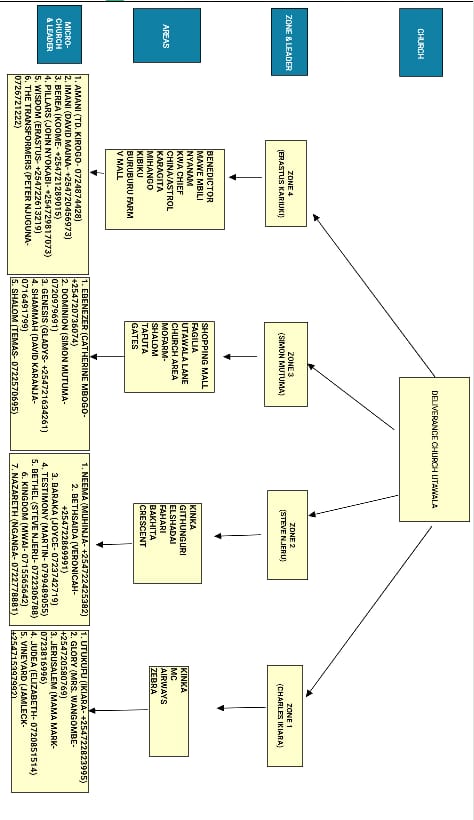 DELIVERANCE CHURCH UTAWALA
CHURCH
ZONE & LEADER
ZONE 4
(ERASTUS KARIUKI)
ZONE 3
(SIMON MUTUMA)
ZONE 2
(STEVE NJERU)
ZONE 1
(CHARLES IKIARA)
AREAS
BENEDICTOR
MAWE MBILI
NYANAM
KWA CHIEF
CHINA/ASTROL
KARAGITA
MIHANGO
KIBIKU
BURUBURU FARM
V MALL
SHOPPING MALL
FAGILIA
UTAWALA LANE
CHURCH AREA
MOFARM-
SHALOM
TAFUTA
GATES
KINKA
GITHUNGURI
ELSHADAI
FAHARI
BAKHITA
CRESCENT
KINKA
MC
AIRWAYS
ZEBRA
MICRO-
CHURCH
& LEADER
1. AMANI (TD. KIROGO- 0724874428)
2. IMANI (DAVID MAINA- +254720456973)
3. BEREA (KOOME- +254721289015)
4. PILLARS (JOHN NYOKABI- +254729817073)
5. WISDOM (ERASTUS- +254722613219)
6. THE TRANSFORMERS (PETER NJUGUNA-
0726721222)
1. EBENEZER (CATHERINE MBOGO-
+254720736074)
2. DOMINION (SIMON MUTUMA-
0720979691)
3. GENESIS (GLADYS- +254721634261)
4. SHAMMAH (DAVID KARANJA-
0716491799)
5. SHALOM (TEMAS- 0722570695)
1. NEEMA (MUHINJA- +254722425382)
2. BETHSAIDA (VERONICAH-
+254722869991)
3. BARAKA (JOYCE- 0723742719)
4. TESTIMONY (MARTIN- 0799489055)
5. BETHEL (STEVE NJERU- 0722306788)
6. KINGDOM (MWAI- 0715565642)
7. NAZARETH (NGANGA- 0722778881)
1. UTUKUFU (IKIARA- +254722823995)
2. GLORY (MRS. WANGOMBE-
+254720580769)
3. JERUSALEM (MAMA MARK-
0723816996)
4. JUDEA (ELIZABETH- 0720851514)
5. VINEYARD (JAMLECK-
+254715397992)